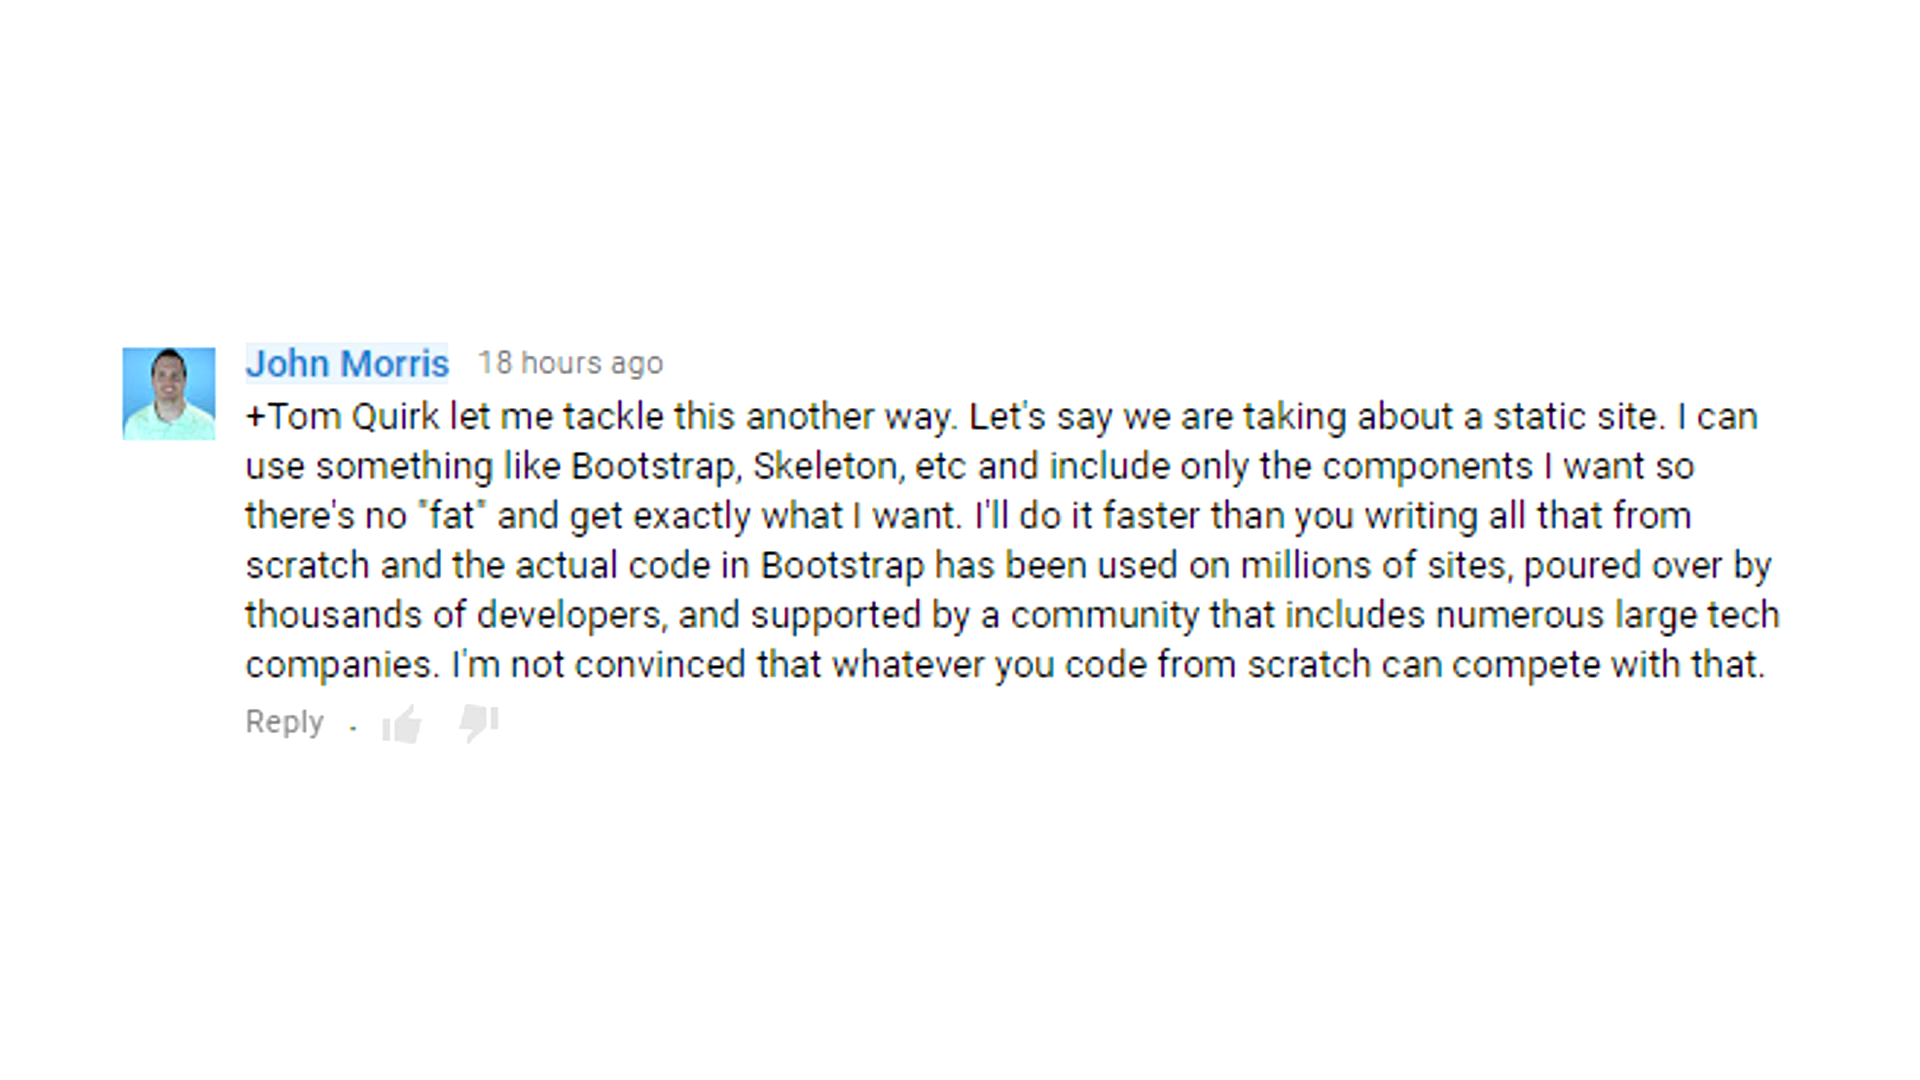 John Morris 18 hours ago
+Tom Quirk let me tackle this another way. Let's say we are taking about a static site. I can
use something like Bootstrap, Skeleton, etc and include only the components I want so
there's no "fat" and get exactly what I want. I'll do it faster than you writing all that from
scratch and the actual code in Bootstrap has been used on millions of sites, poured over by
thousands of developers, and supported by a community that includes numerous large tech
companies. I'm not convinced that whatever you code from scratch can compete with that.
Reply